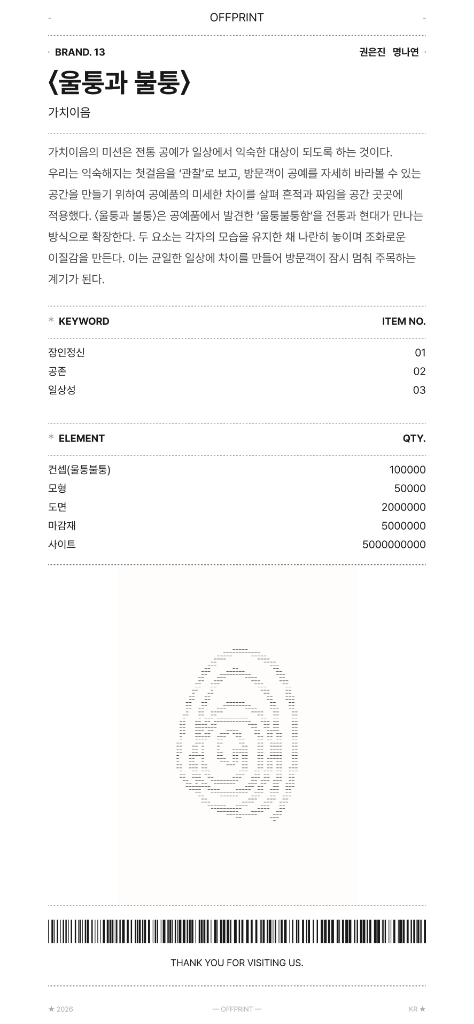 - OFFPRINT -
· BRAND. 13 권은진 명나연 ·
〈울퉁과 불퉁〉
가치이음
가치이음의 미션은 전통 공예가 일상에서 익숙한 대상이 되도록 하는 것이다.
우리는 익숙해지는 첫걸음을 ‘관찰’로 보고, 방문객이 공예를 자세히 바라볼 수 있는
공간을 만들기 위하여 공예품의 미세한 차이를 살펴 흔적과 짜임을 공간 곳곳에
적용했다. 〈울퉁과 불퉁〉은 공예품에서 발견한 ‘울퉁불퉁함’을 전통과 현대가 만나는
방식으로 확장한다. 두 요소는 각자의 모습을 유지한 채 나란히 놓이며 조화로운
이질감을 만든다. 이는 균일한 일상에 차이를 만들어 방문객이 잠시 멈춰 주목하는
계기가 된다.
* KEYWORD ITEM NO.
장인정신 01
공존 02
일상성 03
* ELEMENT QTY.
컨셉(울퉁불퉁) 100000
모형 50000
도면 2000000
마감재 5000000
사이트 5000000000
THANK YOU FOR VISITING US.
★ 2026 — OFFPRINT — KR ★